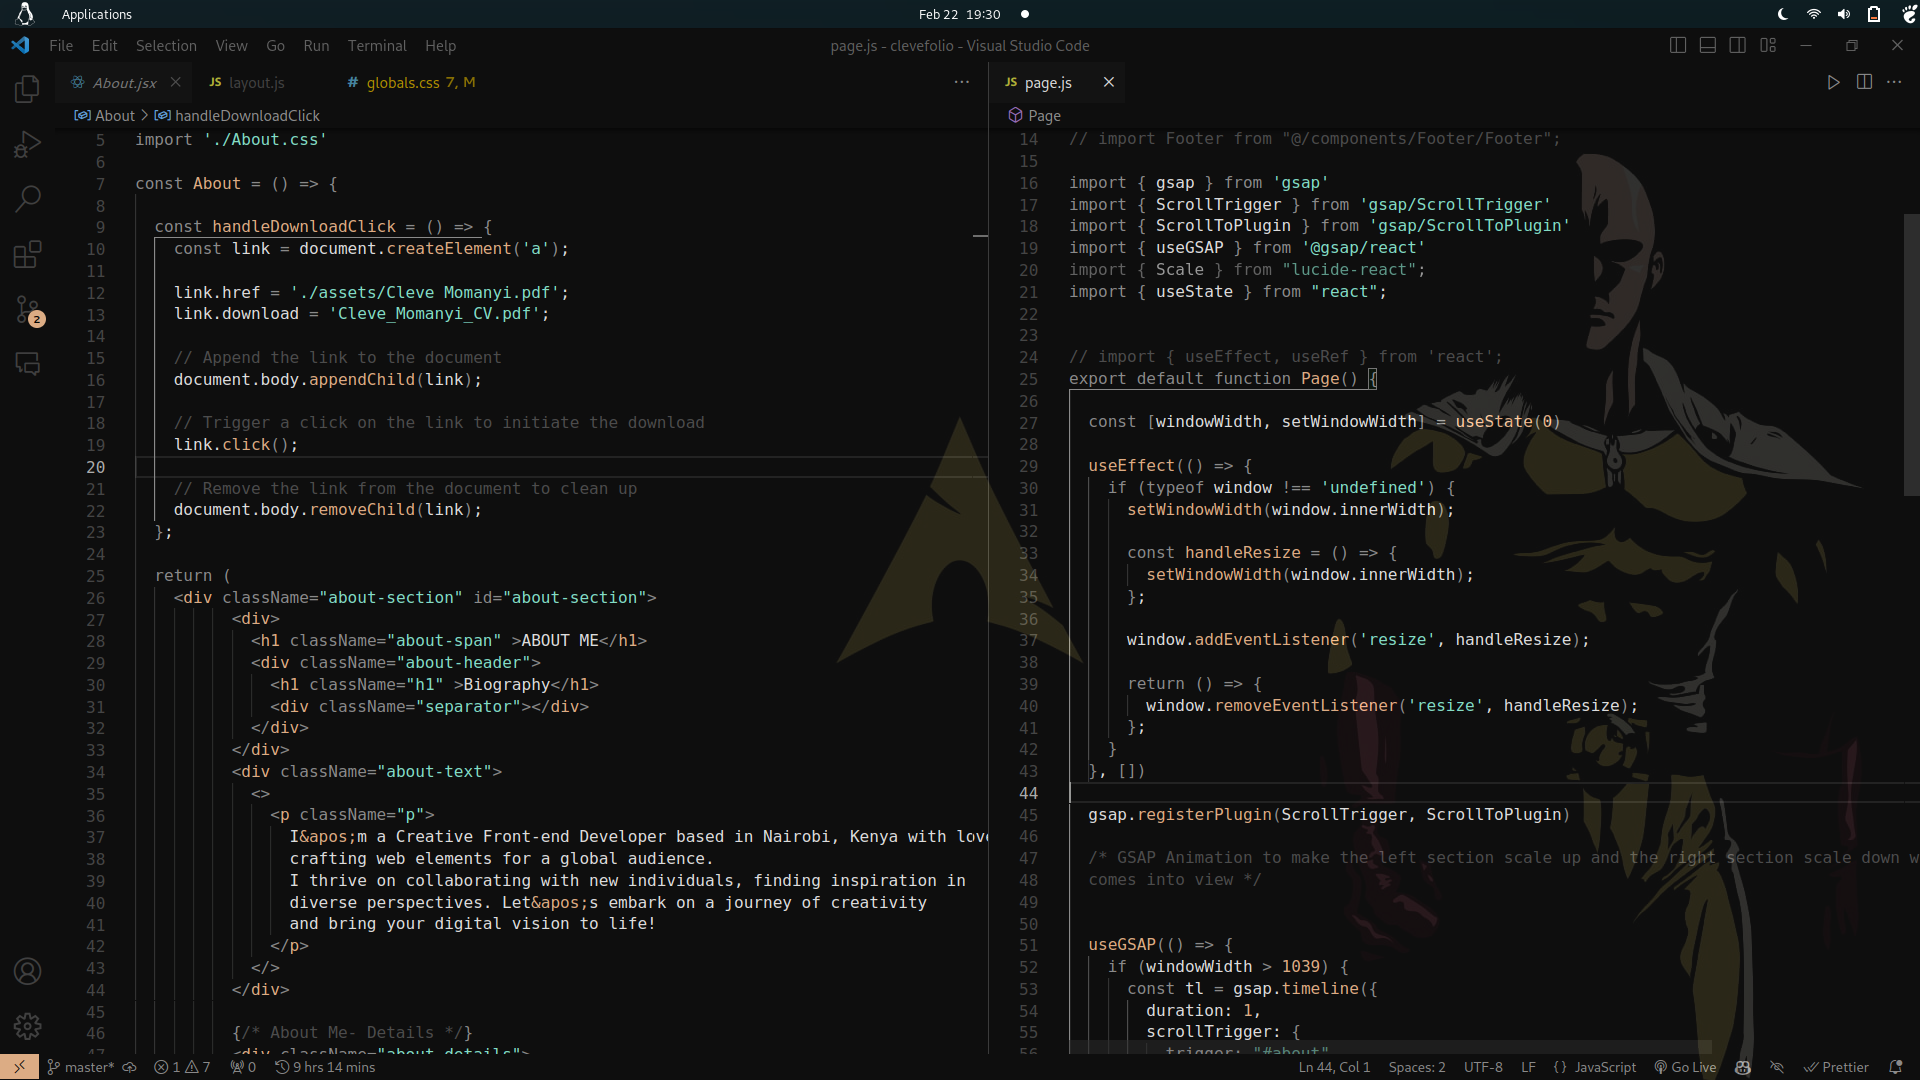 Applications
Feb 22 19:30
File Edit Selection View Go Run Terminal Help
page.js - clevefolio - Visual Studio Code
About.jsx
JS layout.js
# globals.css 7, M
About > handleDownloadClick
5 import './About.css'
6
7 const About = () => {
8
9 const handleDownloadClick = () => {
10 const link = document.createElement('a');
11
12 link.href = './assets/Cleve Momanyi.pdf';
13 link.download = 'Cleve_Momanyi_CV.pdf';
14
15 // Append the link to the document
16 document.body.appendChild(link);
17
18 // Trigger a click on the link to initiate the download
19 link.click();
20
21 // Remove the link from the document to clean up
22 document.body.removeChild(link);
23 };
24
25 return (
26 <div className="about-section" id="about-section">
27 <div>
28 <h1 className="about-span" >ABOUT ME</h1>
29 <div className="about-header">
30 <h1 className="h1" >Biography</h1>
31 <div className="separator"></div>
32 </div>
33 </div>
34 <div className="about-text">
35 <>
36 <p className="p">
37 I&apos;m a Creative Front-end Developer based in Nairobi, Kenya with love
38 crafting web elements for a global audience.
39 I thrive on collaborating with new individuals, finding inspiration in
40 diverse perspectives. Let&apos;s embark on a journey of creativity
41 and bring your digital vision to life!
42 </p>
43 </>
44 </div>
45
46 {/* About Me- Details */}
47 <div className="about-details">
JS page.js
Page
14 // import Footer from "@/components/Footer/Footer";
15
16 import { gsap } from 'gsap'
17 import { ScrollTrigger } from 'gsap/ScrollTrigger'
18 import { ScrollToPlugin } from 'gsap/ScrollToPlugin'
19 import { useGSAP } from '@gsap/react'
20 import { Scale } from "lucide-react";
21 import { useState } from "react";
22
23
24 // import { useEffect, useRef } from 'react';
25 export default function Page() {
26
27 const [windowWidth, setWindowWidth] = useState(0)
28
29 useEffect(() => {
30 if (typeof window !== 'undefined') {
31 setWindowWidth(window.innerWidth);
32
33 const handleResize = () => {
34 setWindowWidth(window.innerWidth);
35 };
36
37 window.addEventListener('resize', handleResize);
38
39 return () => {
40 window.removeEventListener('resize', handleResize);
41 };
42 }
43 }, [])
44
45 gsap.registerPlugin(ScrollTrigger, ScrollToPlugin)
46
47 /* GSAP Animation to make the left section scale up and the right section scale down w
48 comes into view */
49
50
51 useGSAP(() => {
52 if (windowWidth > 1039) {
53 const tl = gsap.timeline({
54 duration: 1,
55 scrollTrigger: {
56 trigger: "#about"
2
master* 1 7 0 9 hrs 14 mins
Ln 44, Col 1 Spaces: 2 UTF-8 LF {} JavaScript Go Live Prettier